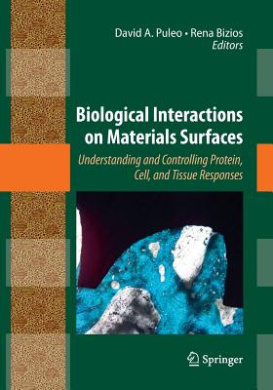 David A. Puleo • Rena Bizios
Editors
Biological Interactions
on Materials Surfaces
Understanding and Controlling Protein,
Cell, and Tissue Responses
Springer